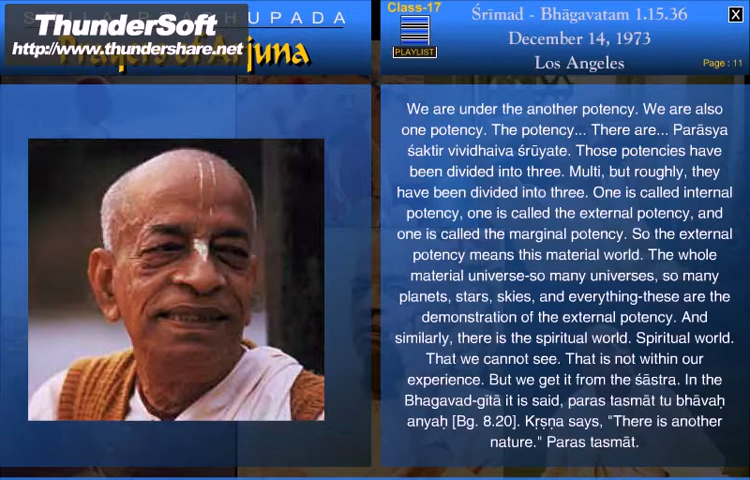 ThunderSoft
http://www.thundershare.net
HUPADA
Prayers of Arjuna
Class-17
PLAYLIST
Śrīmad - Bhāgavatam 1.15.36
December 14, 1973
Los Angeles
X
Page : 11
We are under the another potency. We are also
one potency. The potency... There are... Parāsya
śaktir vividhaiva śrūyate. Those potencies have
been divided into three. Multi, but roughly, they
have been divided into three. One is called internal
potency, one is called the external potency, and
one is called the marginal potency. So the external
potency means this material world. The whole
material universe-so many universes, so many
planets, stars, skies, and everything-these are the
demonstration of the external potency. And
similarly, there is the spiritual world. Spiritual world.
That we cannot see. That is not within our
experience. But we get it from the śāstra. In the
Bhagavad-gītā it is said, paras tasmāt tu bhāvaḥ
anyaḥ [Bg. 8.20]. Kṛṣṇa says, "There is another
nature." Paras tasmāt.